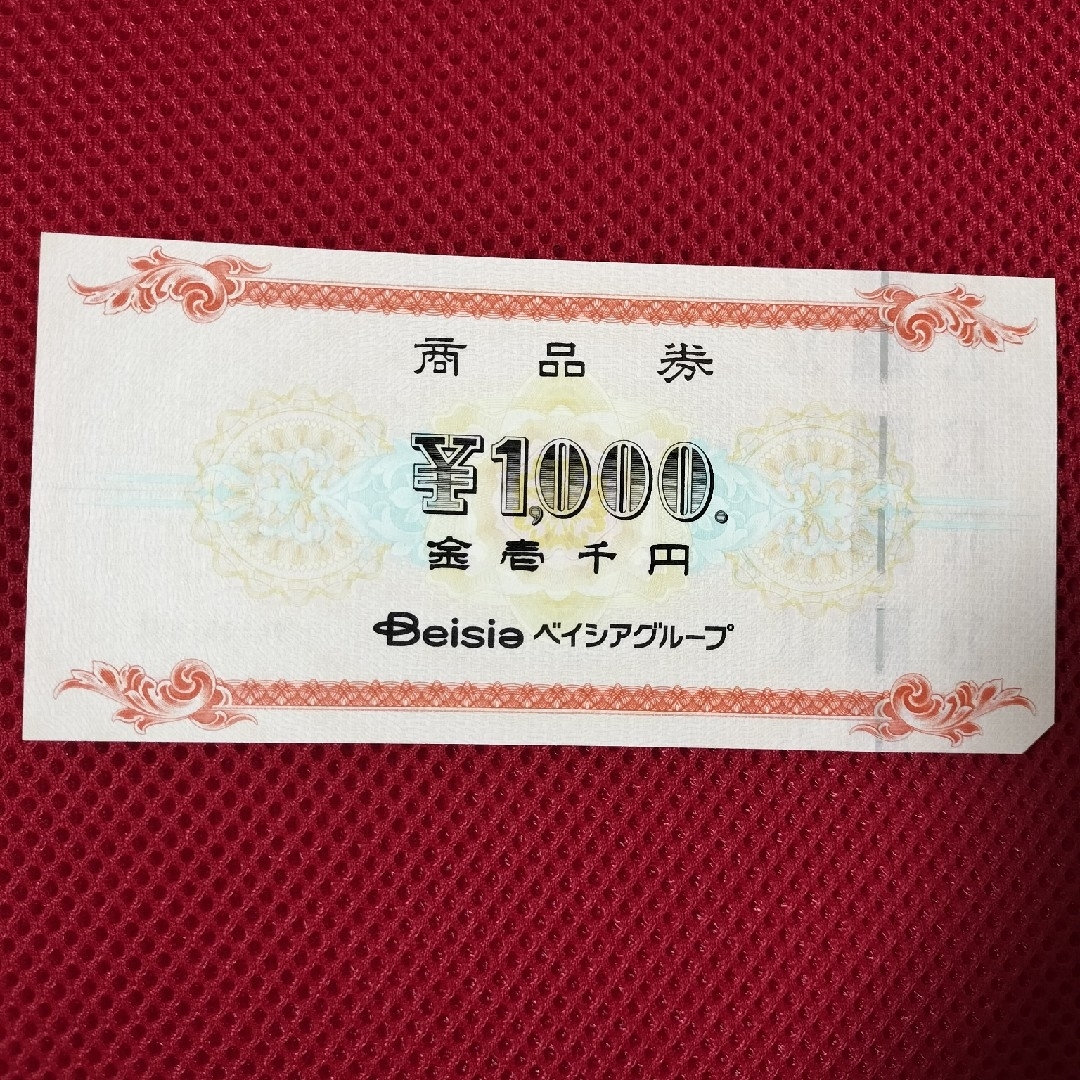 商品券
¥1,000.
金壱千円
Beisia ベイシアグループ